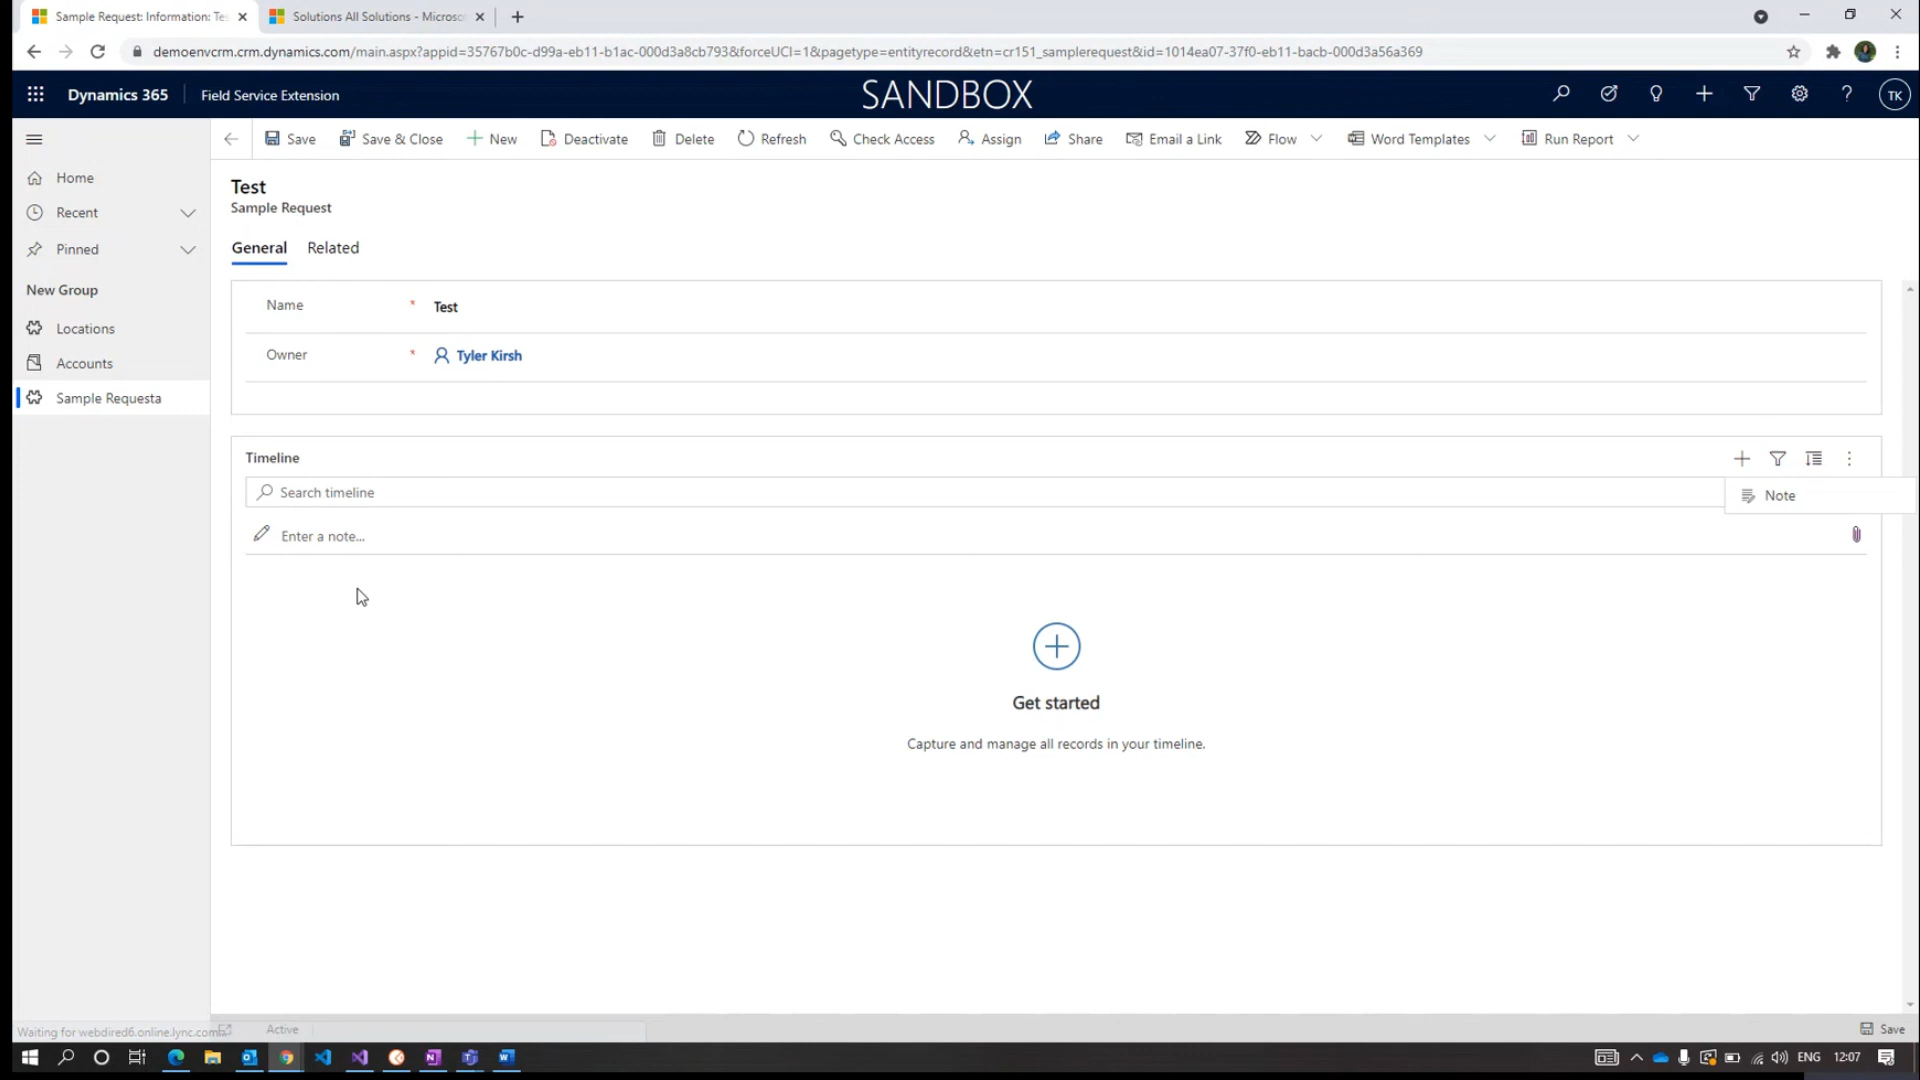 Sample Request: Information: Tes
Solutions All Solutions - Microso
demoenvcrm.crm.dynamics.com/main.aspx?appid=35767b0c-d99a-eb11-b1ac-000d3a8cb793&forceUCI=1&pagetype=entityrecord&etn=cr151_samplerequest&id=1014ea07-37f0-eb11-bacb-000d3a56a369
Dynamics 365
Field Service Extension
SANDBOX
TK
Save
Save & Close
New
Deactivate
Delete
Refresh
Check Access
Assign
Share
Email a Link
Flow
Word Templates
Run Report
Home
Recent
Pinned
New Group
Locations
Accounts
Sample Requesta
Test
Sample Request
General
Related
Name * Test
Owner * Tyler Kirsh
Timeline
Search timeline
Note
Enter a note...
Get started
Capture and manage all records in your timeline.
Waiting for webdired6.online.lync.com...
Active
Save
ENG
12:07